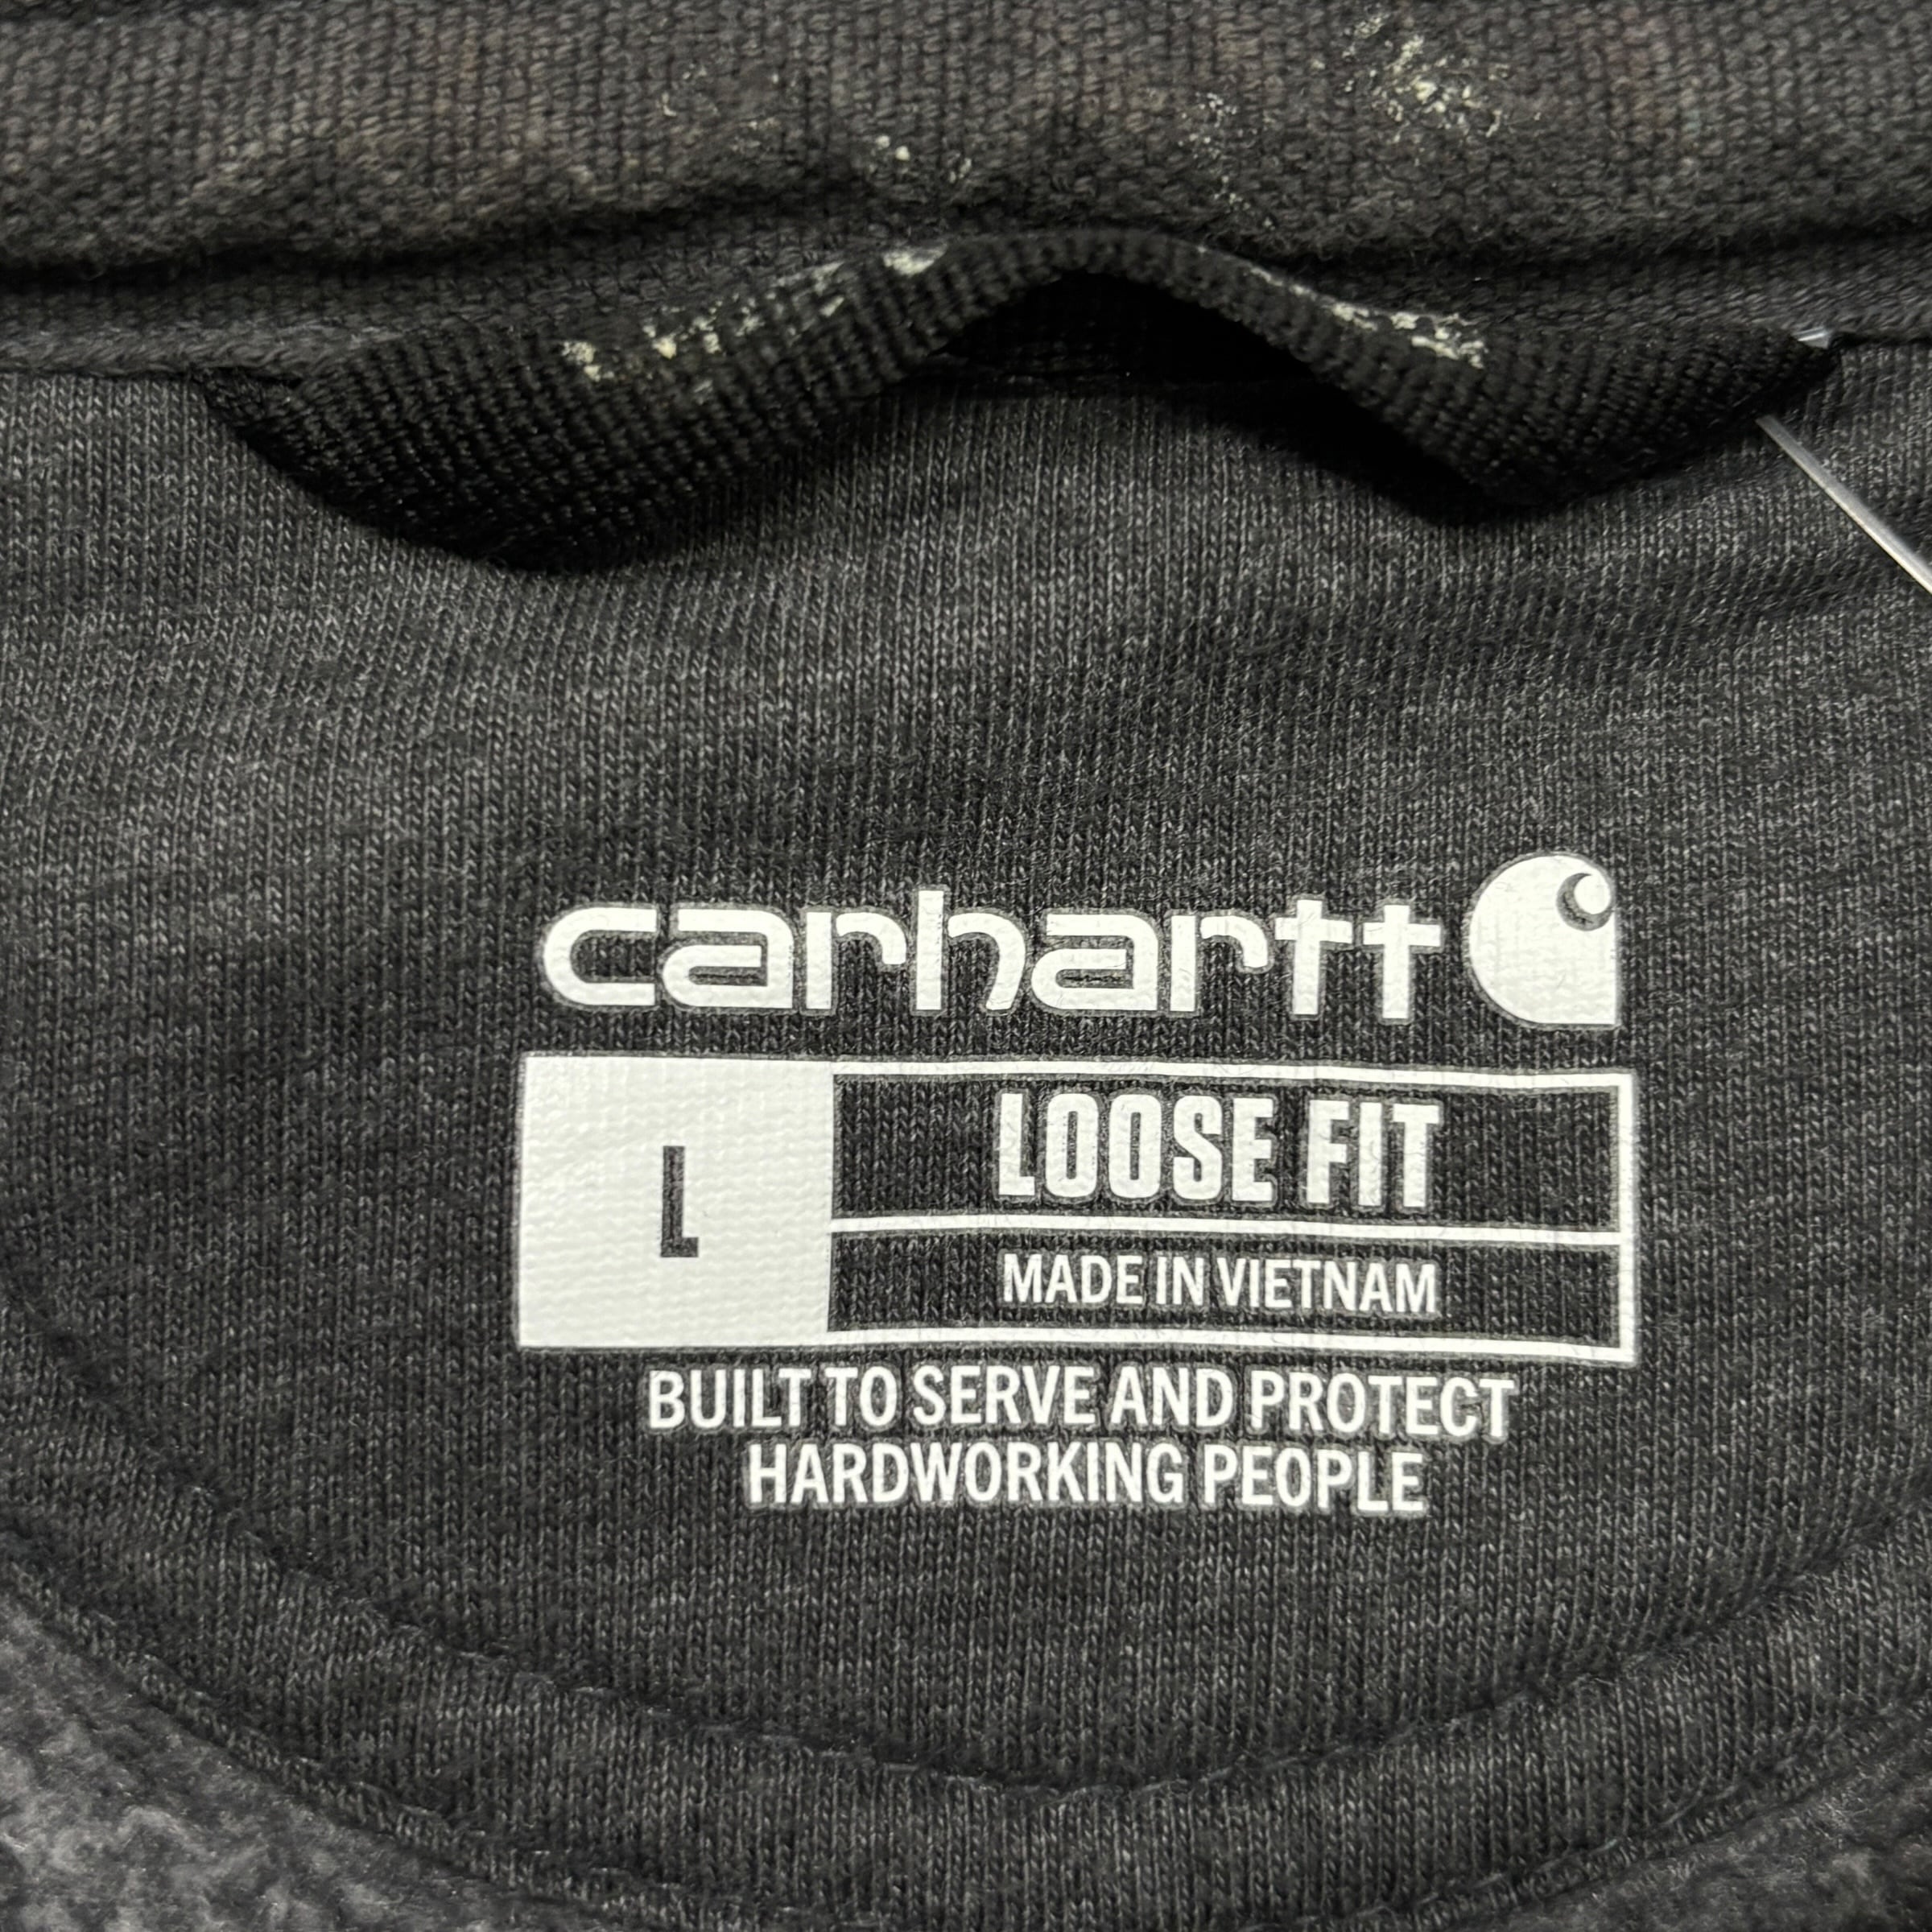 carhartt
L
LOOSE FIT
MADE IN VIETNAM
BUILT TO SERVE AND PROTECT
HARDWORKING PEOPLE